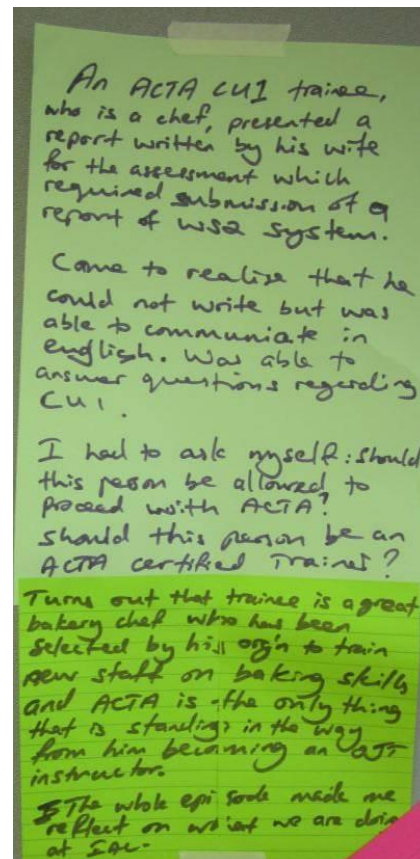 An ACTA CU1 trainee,
who is a chef, presented a
report written by his wife
for the assessment which
required submission of a
report of WSQ system.
Come to realise that he
could not write but was
able to communiate in
english. Was able to
answer questions regarding
CU1.
I had to ask myself: should
this person be allowed to
proceed with ACTA?
should this person be an
ACTA certified Trainer?
Turns out that trainee is a great
bakery chef who has been
selected by his org'n to train
new staff on baking skills
and ACTA is the only thing
that is standing in the way
from him becoming an OJT
instructor.
The whole episode made me
reflect on what we are doing
at IAL.